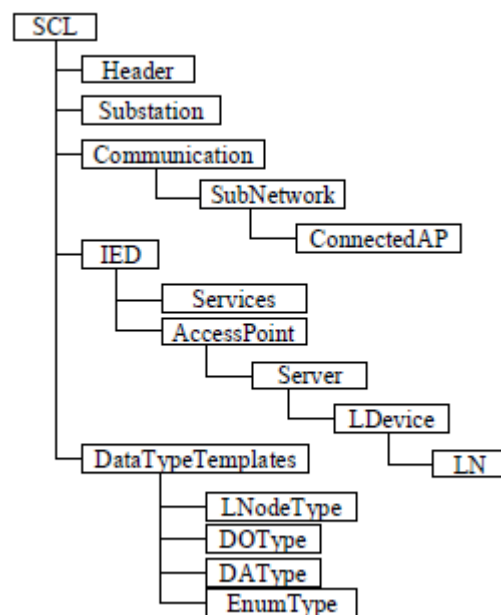 SCL
Header
Substation
Communication
SubNetwork
ConnectedAP
IED
Services
AccessPoint
Server
LDevice
LN
DataTypeTemplates
LNodeType
DOType
DAType
EnumType